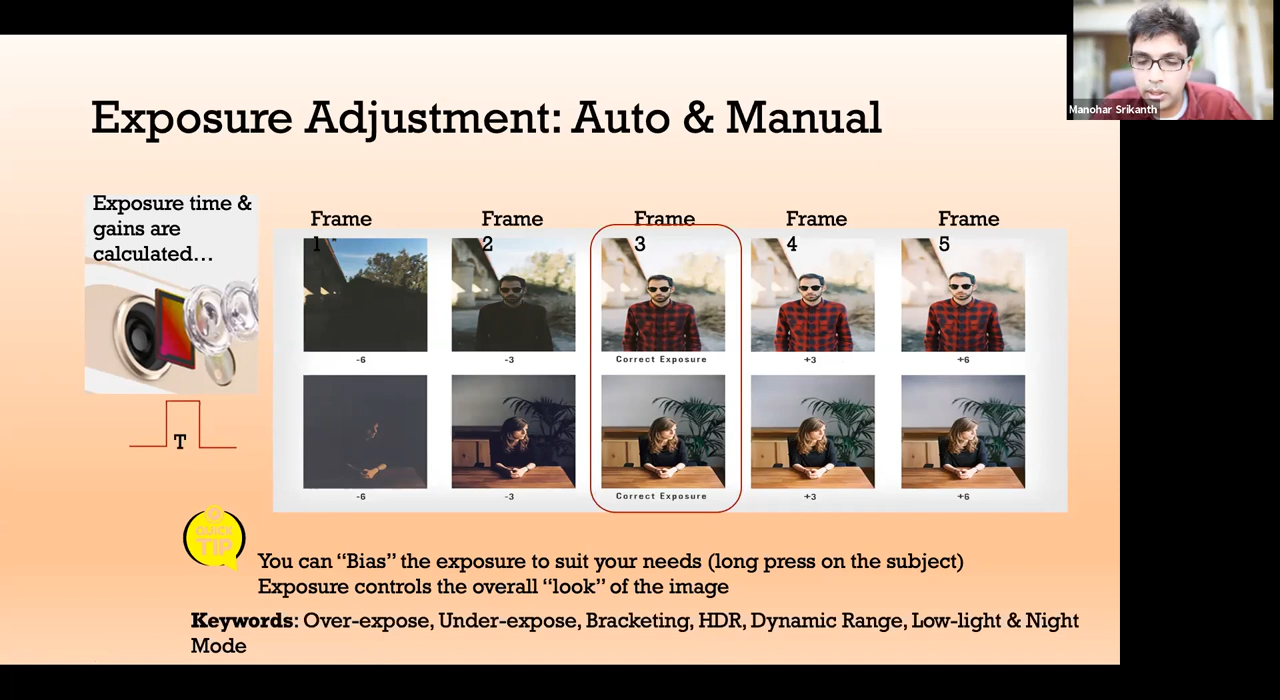 Manohar Srikanth
Exposure Adjustment: Auto & Manual
Exposure time &
gains are
calculated...
T
Frame
1
Frame
2
Frame
3
Frame
4
Frame
5
-6
-3
Correct Exposure
+3
+6
-6
-3
Correct Exposure
+3
+6
QUICK
TIP
You can “Bias” the exposure to suit your needs (long press on the subject)
Exposure controls the overall “look” of the image
Keywords: Over-expose, Under-expose, Bracketing, HDR, Dynamic Range, Low-light & Night
Mode